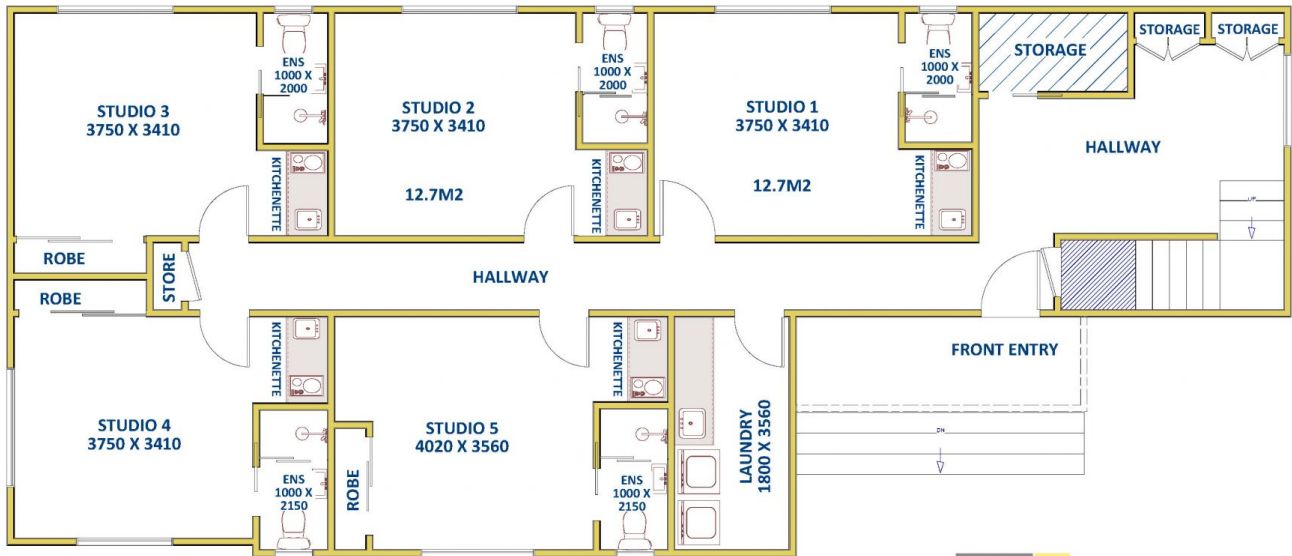 STUDIO 3
3750 X 3410
ENS
1000 X
2000
KITCHENETTE
ROBE
STUDIO 2
3750 X 3410
12.7M2
ENS
1000 X
2000
KITCHENETTE
STUDIO 1
3750 X 3410
12.7M2
ENS
1000 X
2000
KITCHENETTE
STORAGE
STORAGE
STORAGE
HALLWAY
UP
STORE
HALLWAY
ROBE
STUDIO 4
3750 X 3410
KITCHENETTE
ENS
1000 X
2150
ROBE
STUDIO 5
4020 X 3560
KITCHENETTE
ENS
1000 X
2150
LAUNDRY
1800 X 3560
FRONT ENTRY
DN